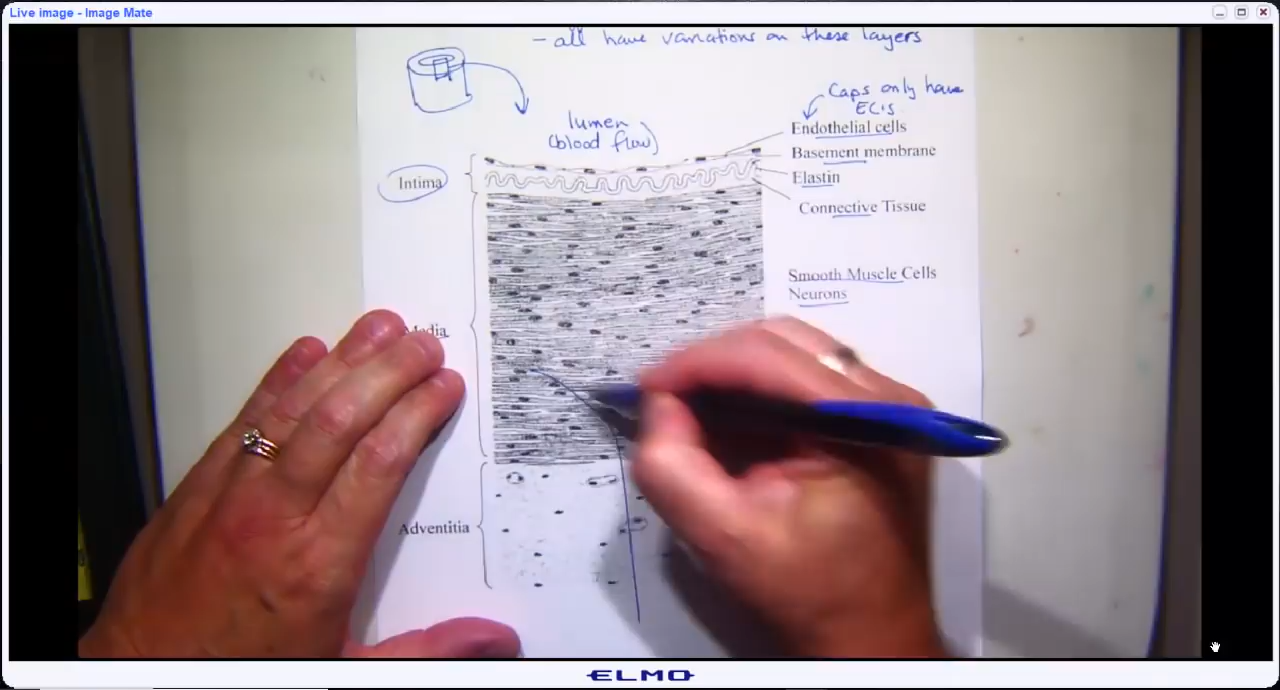 Live image - Image Mate
- all have variations on these layers
Caps only have
EC's
lumen
(blood flow)
Endothelial cells
Basement membrane
Intima
Elastin
Connective Tissue
Smooth Muscle Cells
Neurons
Media
Adventitia
ELMO